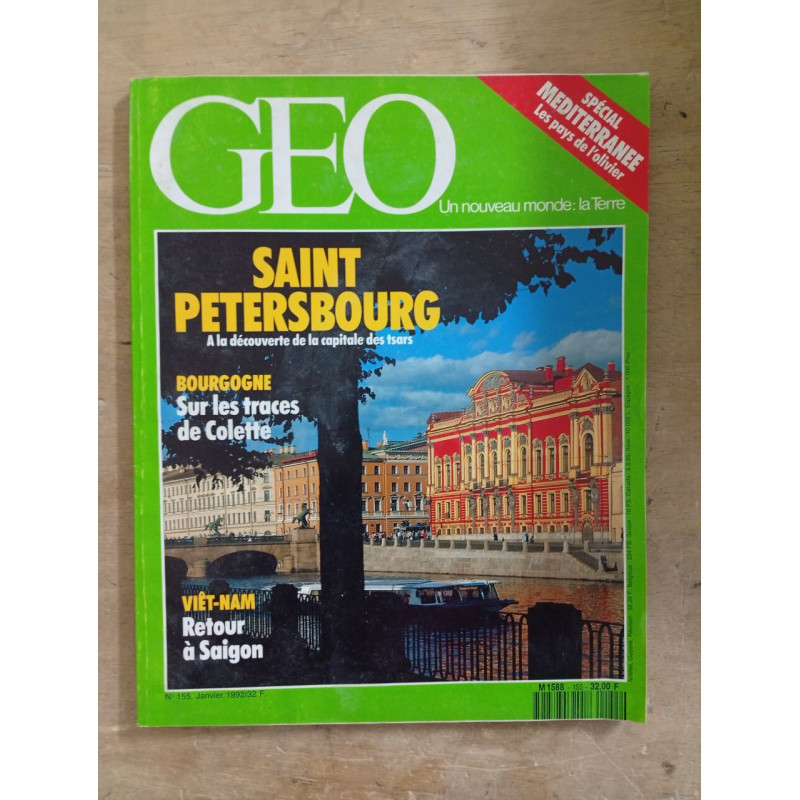 GEO
SPÉCIAL
MEDITERRANEE
Les pays de l'olivier
Un nouveau monde: la Terre
SAINT
PETERSBOURG
A la découverte de la capitale des tsars
BOURGOGNE
Sur les traces
de Colette
VIÊT-NAM
Retour
à Saigon
N° 155, Janvier 1992/32 F.
M 1588 - 155 - 32,00 F